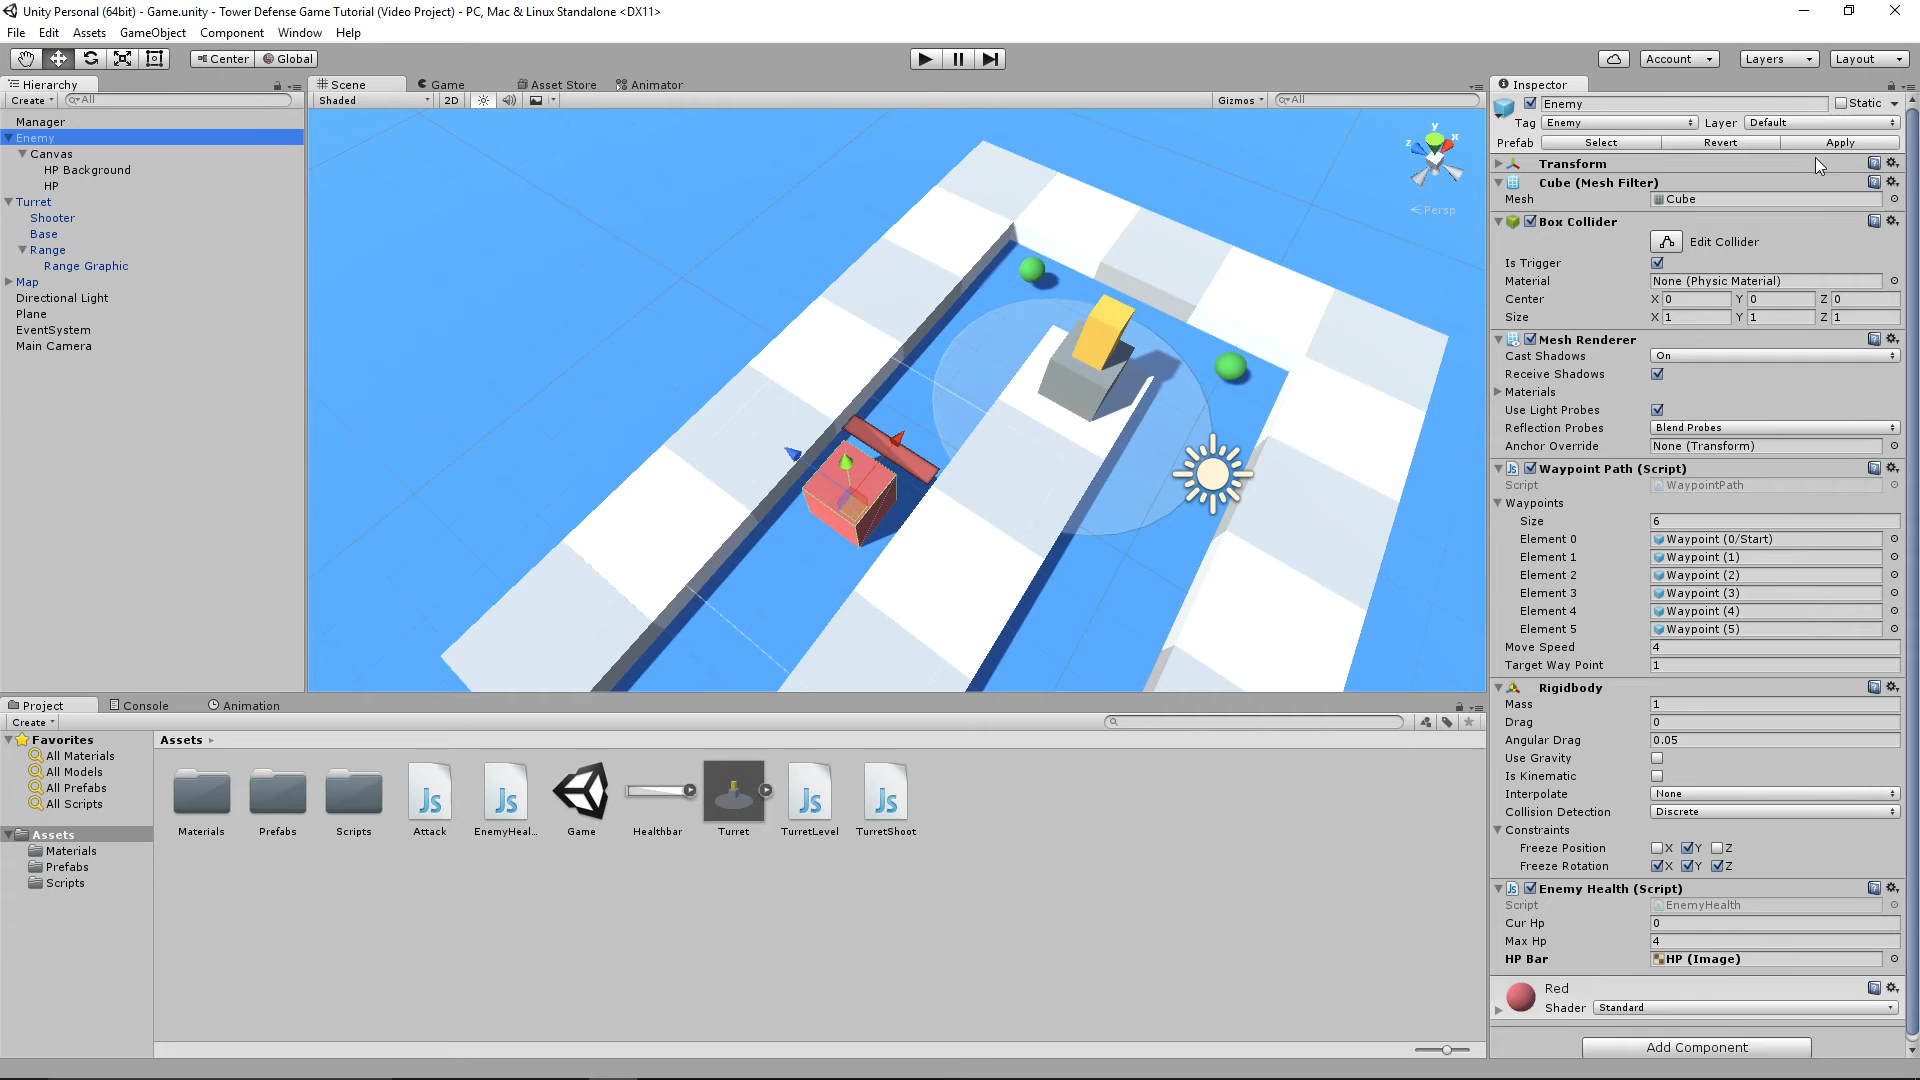 Unity Personal (64bit) - Game.unity - Tower Defense Game Tutorial (Video Project) - PC, Mac & Linux Standalone <DX11>
File Edit Assets GameObject Component Window Help
Center Global Account Layers Layout
Hierarchy
Create All
Manager
Enemy
Canvas
HP Background
HP
Turret
Shooter
Base
Range
Range Graphic
Map
Directional Light
Plane
EventSystem
Main Camera
Scene Game Asset Store Animator
Shaded 2D Gizmos All
y
x
z
Persp
Inspector
Enemy Static
Tag Enemy Layer Default
Prefab Select Revert Apply
Transform
Cube (Mesh Filter)
Mesh Cube
Box Collider
Edit Collider
Is Trigger
Material None (Physic Material)
Center X 0 Y 0 Z 0
Size X 1 Y 1 Z 1
Mesh Renderer
Cast Shadows On
Receive Shadows
Materials
Use Light Probes
Reflection Probes Blend Probes
Anchor Override None (Transform)
Waypoint Path (Script)
Script WaypointPath
Waypoints
Size 6
Element 0 Waypoint (0/Start)
Element 1 Waypoint (1)
Element 2 Waypoint (2)
Element 3 Waypoint (3)
Element 4 Waypoint (4)
Element 5 Waypoint (5)
Move Speed 4
Target Way Point 1
Rigidbody
Mass 1
Drag 0
Angular Drag 0.05
Use Gravity
Is Kinematic
Interpolate None
Collision Detection Discrete
Constraints
Freeze Position X Y Z
Freeze Rotation X Y Z
Js Enemy Health (Script)
Script EnemyHealth
Cur Hp 0
Max Hp 4
HP Bar HP (Image)
Red
Shader Standard
Add Component
Project Console Animation
Create
Favorites
All Materials
All Models
All Prefabs
All Scripts
Assets
Materials
Prefabs
Scripts
Assets
Js Js Js Js
Materials Prefabs Scripts Attack EnemyHeal... Game Healthbar Turret TurretLevel TurretShoot